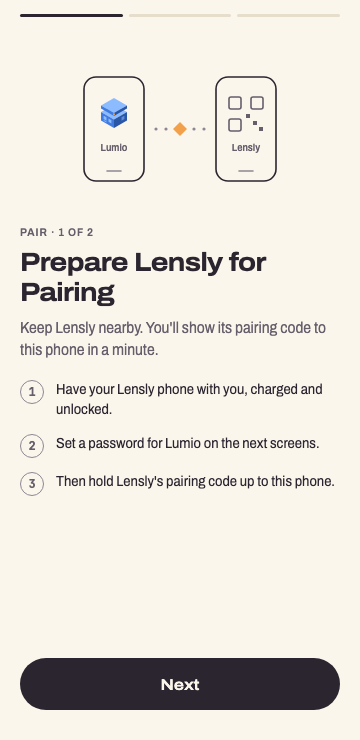 Lumio
Lensly
PAIR · 1 OF 2
Prepare Lensly for
Pairing
Keep Lensly nearby. You'll show its pairing code to
this phone in a minute.
1 Have your Lensly phone with you, charged and
unlocked.
2 Set a password for Lumio on the next screens.
3 Then hold Lensly's pairing code up to this phone.
Next